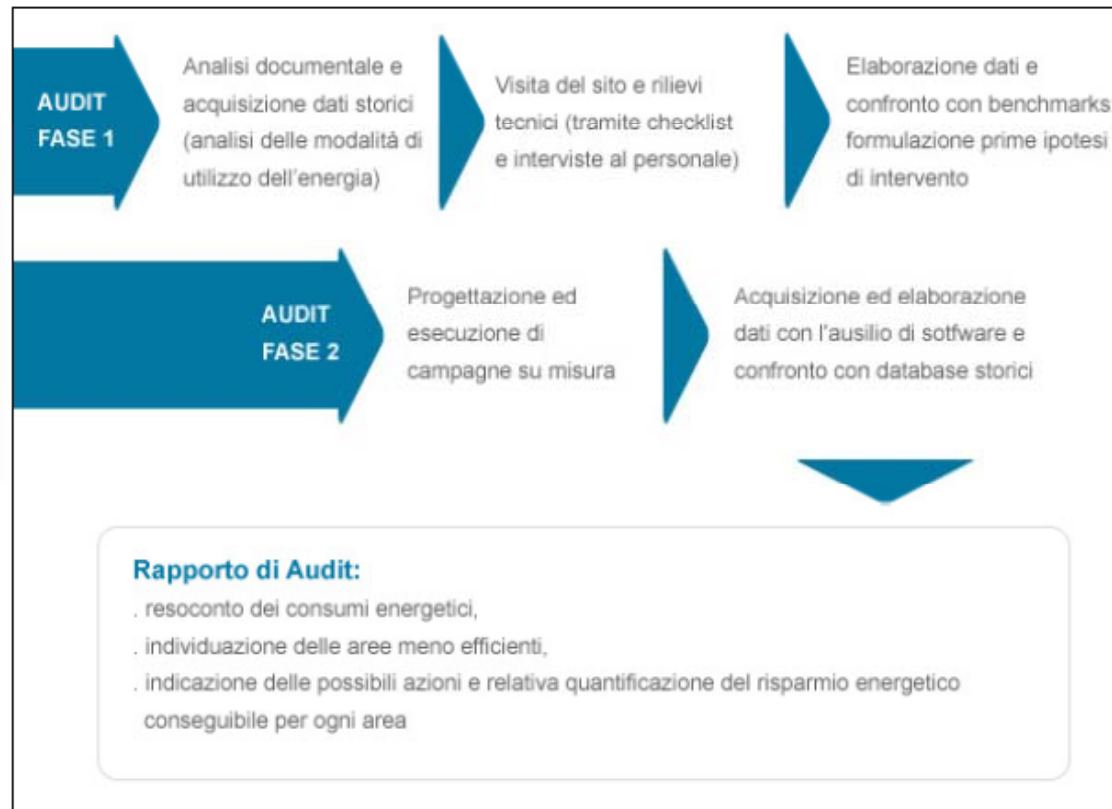 AUDIT
FASE 1
Analisi documentale e
acquisizione dati storici
(analisi delle modalità di
utilizzo dell'energia)
Visita del sito e rilievi
tecnici (tramite checklist
e interviste al personale)
Elaborazione dati e
confronto con benchmarks
formulazione prime ipotesi
di intervento
AUDIT
FASE 2
Progettazione ed
esecuzione di
campagne su misura
Acquisizione ed elaborazione
dati con l'ausilio di sotfware e
confronto con database storici
Rapporto di Audit:
. resoconto dei consumi energetici,
. individuazione delle aree meno efficienti,
. indicazione delle possibili azioni e relativa quantificazione del risparmio energetico
conseguibile per ogni area